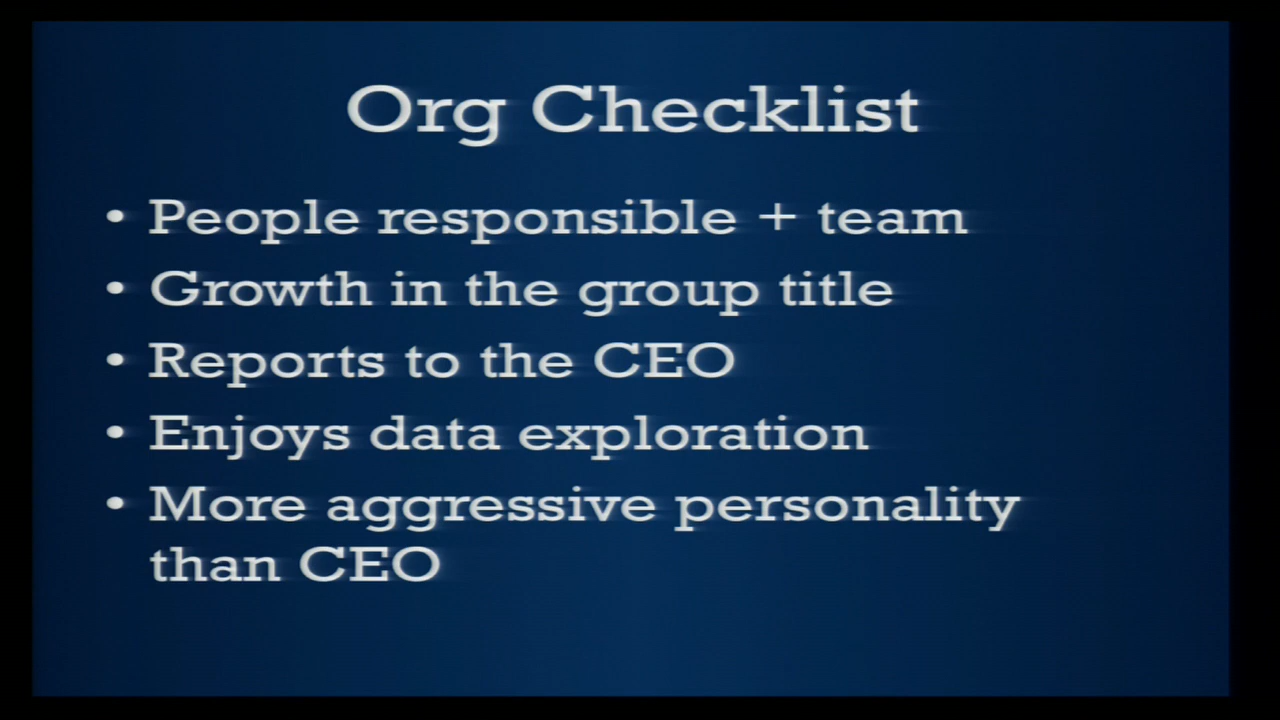 Org Checklist
• People responsible + team
• Growth in the group title
• Reports to the CEO
• Enjoys data exploration
• More aggressive personality
than CEO